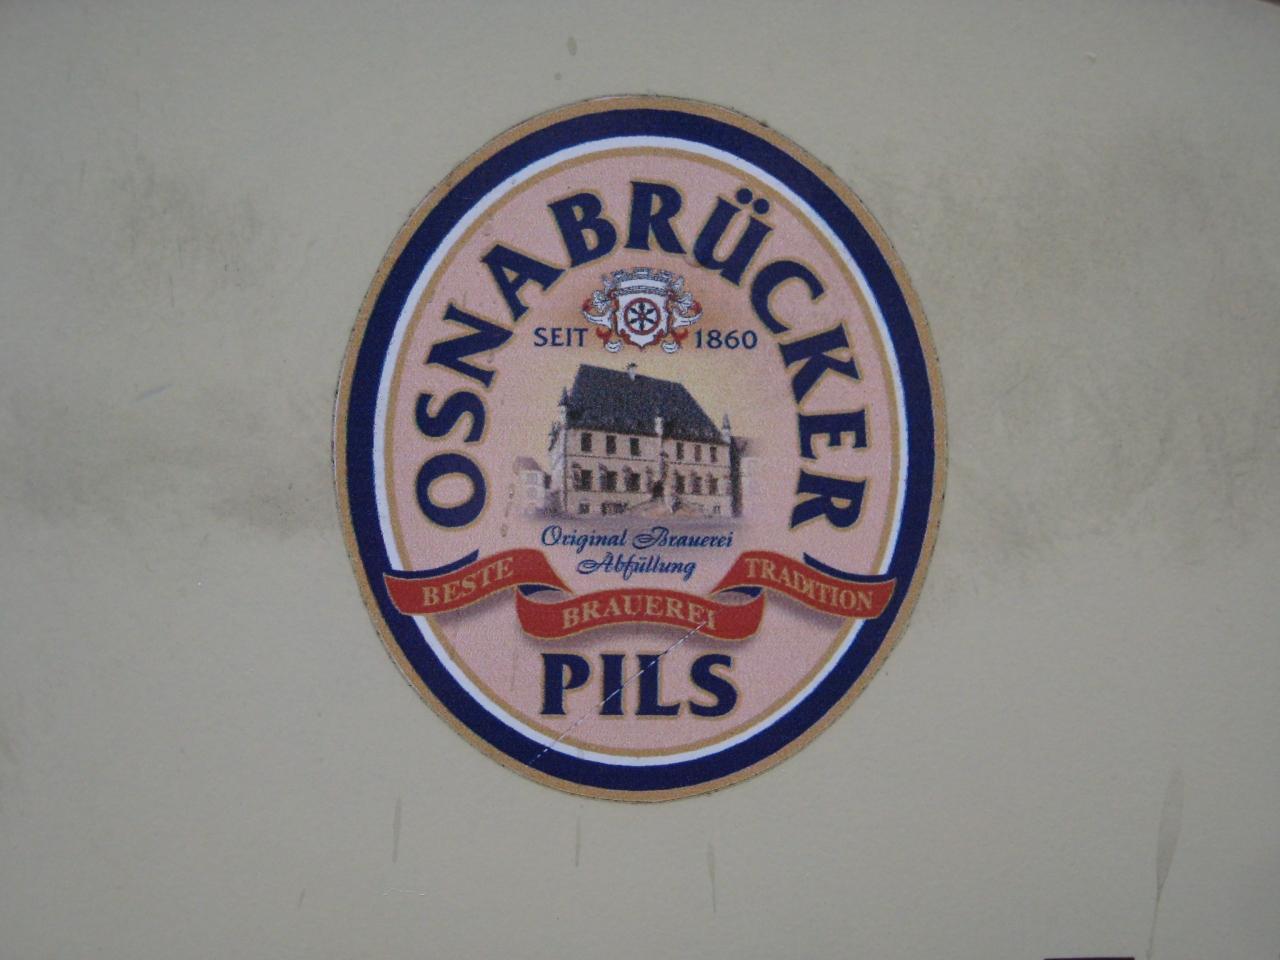 OSNABRÜCKER
SEIT 1860
Original Brauerei
Abfüllung
BESTE BRAUEREI TRADITION
PILS